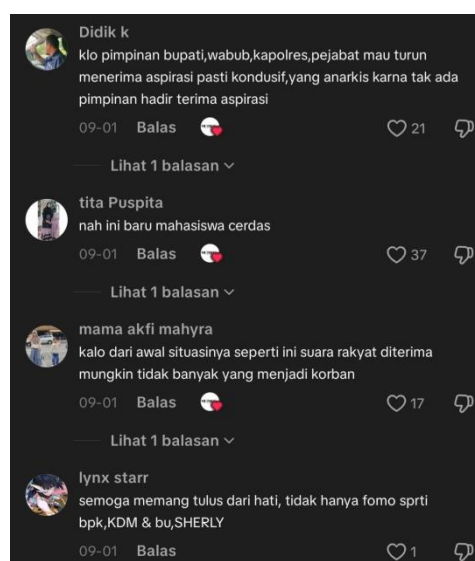 Didik k
klo pimpinan bupati,wabub,kapolres,pejabat mau turun
menerima aspirasi pasti kondusif,yang anarkis karna tak ada
pimpinan hadir terima aspirasi
09-01 Balas 21
Lihat 1 balasan
tita Puspita
nah ini baru mahasiswa cerdas
09-01 Balas 37
Lihat 1 balasan
mama akfi mahyra
kalo dari awal situasinya seperti ini suara rakyat diterima
mungkin tidak banyak yang menjadi korban
09-01 Balas 17
Lihat 1 balasan
lynx starr
semoga memang tulus dari hati, tidak hanya fomo sprti
bpk,KDM & bu,SHERLY
09-01 Balas 1